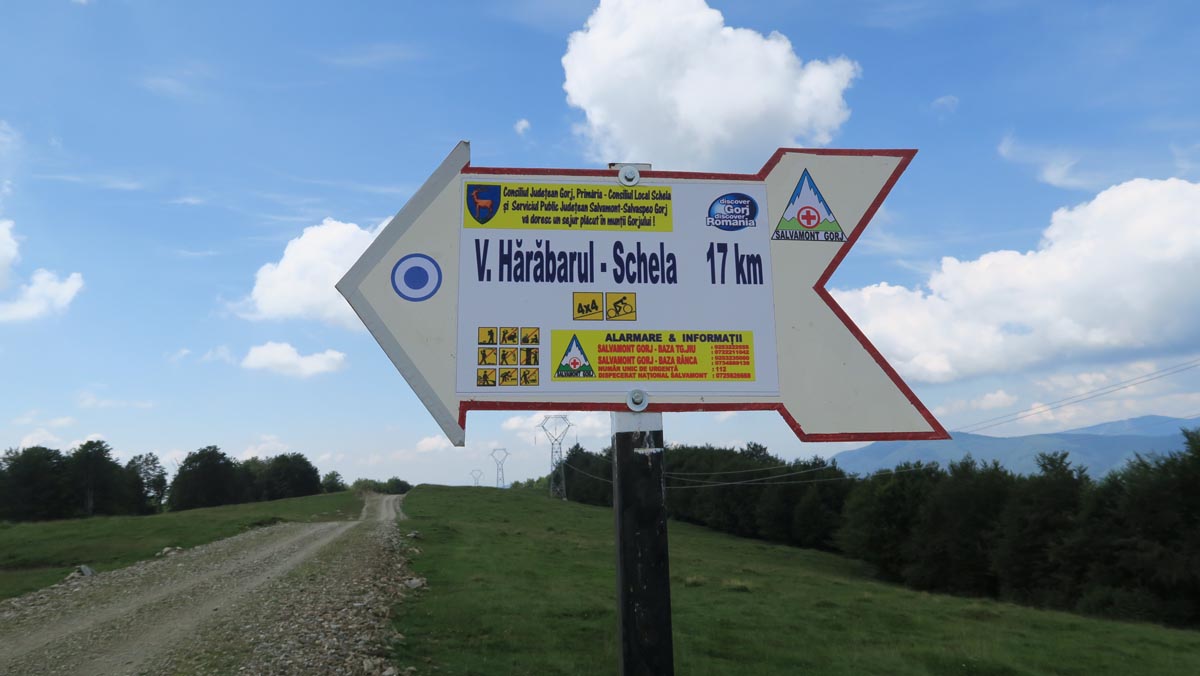 Consiliul Județean Gorj, Primăria - Consiliul Local Schela
și Serviciul Public Județean Salvamont-Salvaspeo Gorj
vă doresc un sejur plăcut în munții Gorjului !
discover
Gorj
discover
Romania
SALVAMONT GORJ
V. Hărăbarul - Schela 17 km
4x4
ALARMARE & INFORMAȚII
SALVAMONT GORJ - BAZA TG.JIU
SALVAMONT GORJ - BAZA RÂNCA
NUMĂR UNIC DE URGENȚĂ : 112
DISPECERAT NAȚIONAL SALVAMONT
SALVAMONT GORJ